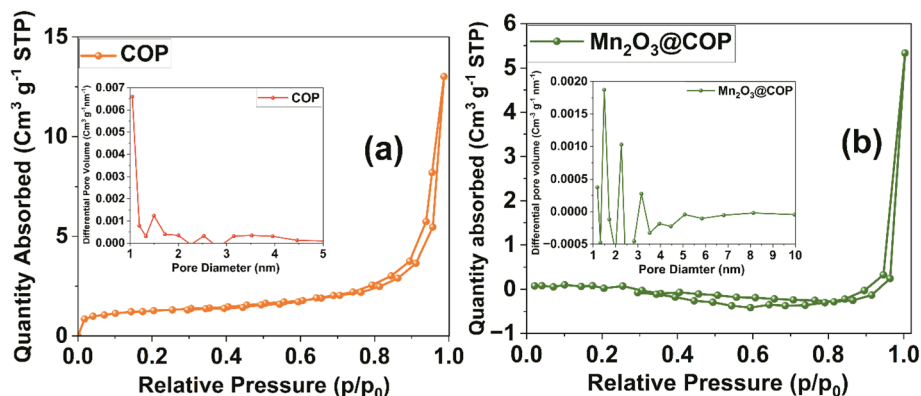 COP
(a)
Quantity Absorbed (Cm³ g⁻¹ STP)
15
10
5
0
0.0 0.2 0.4 0.6 0.8 1.0
Relative Pressure (p/p₀)
COP
Differential Pore Volume (Cm³ g⁻¹nm⁻¹)
0.007
0.006
0.005
0.004
0.003
0.002
0.001
0.000
1 2 3 4 5
Pore Diameter (nm)
Mn₂O₃@COP
(b)
Quantity absorbed (Cm³ g⁻¹ STP)
6
5
4
3
2
1
0
−1
0.0 0.2 0.4 0.6 0.8 1.0
Relative Pressure (p/p₀)
Mn₂O₃@COP
Differential pore volume (Cm⁻³ g⁻¹ nm⁻¹)
0.0020
0.0015
0.0010
0.0005
0.0000
−0.0005
1 2 3 4 5 6 7 8 9 10
Pore Diamter (nm)